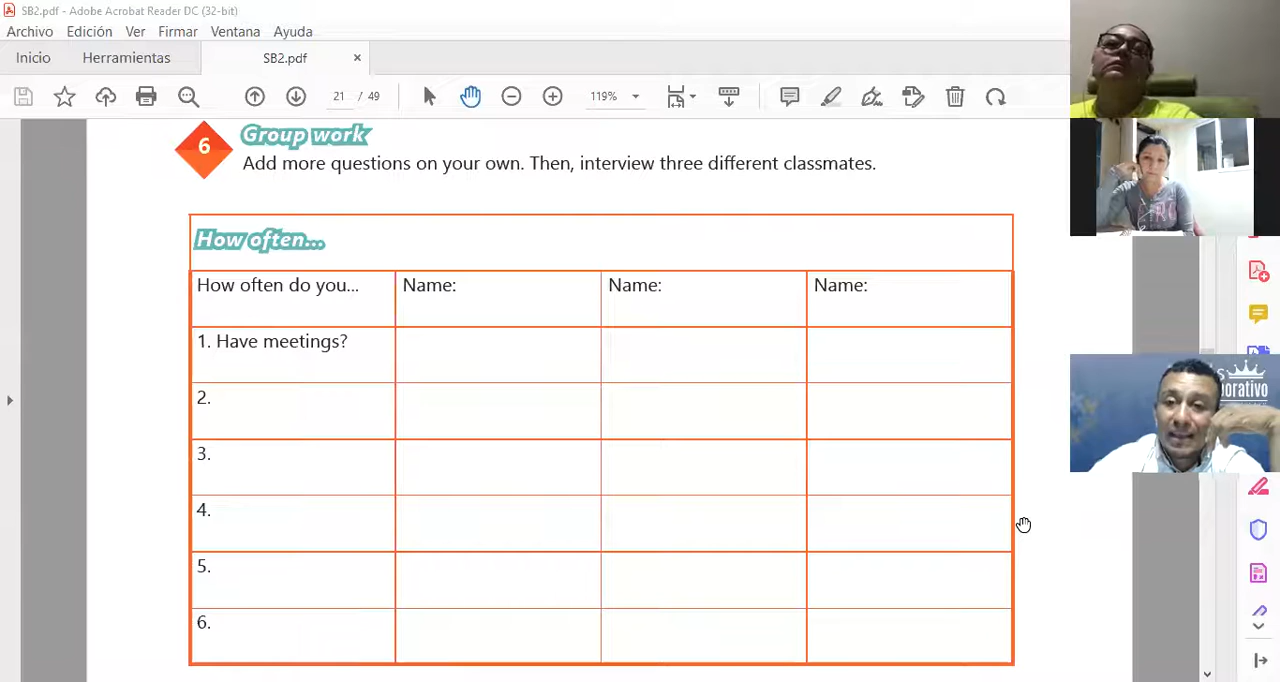 SB2.pdf - Adobe Acrobat Reader DC (32-bit)
Archivo Edición Ver Firmar Ventana Ayuda
Inicio Herramientas SB2.pdf ×
21 / 49 119%
6 Group work
Add more questions on your own. Then, interview three different classmates.
How often...
How often do you... Name: Name: Name:
1. Have meetings?
2.
3.
4.
5.
6.